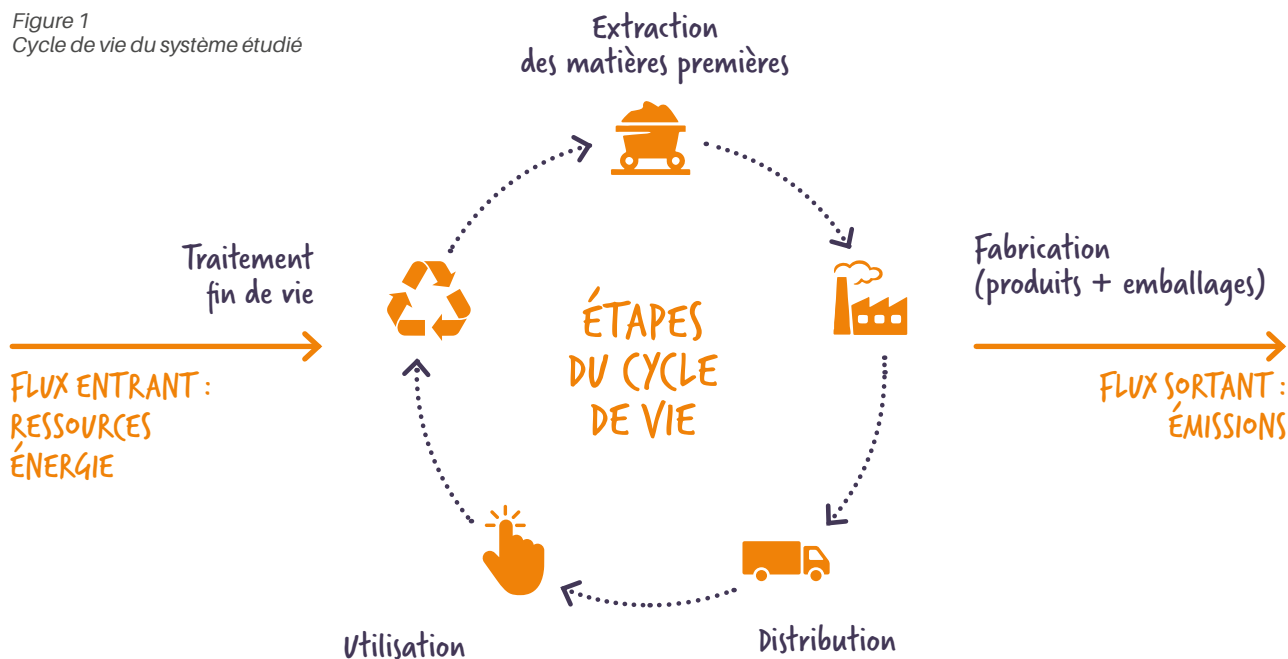 Figure 1
Cycle de vie du système étudié
Extraction
des matières premières
Traitement
fin de vie
Fabrication
(produits + emballages)
ÉTAPES
DU CYCLE
DE VIE
FLUX ENTRANT :
RESSOURCES
ÉNERGIE
FLUX SORTANT :
ÉMISSIONS
Utilisation
Distribution